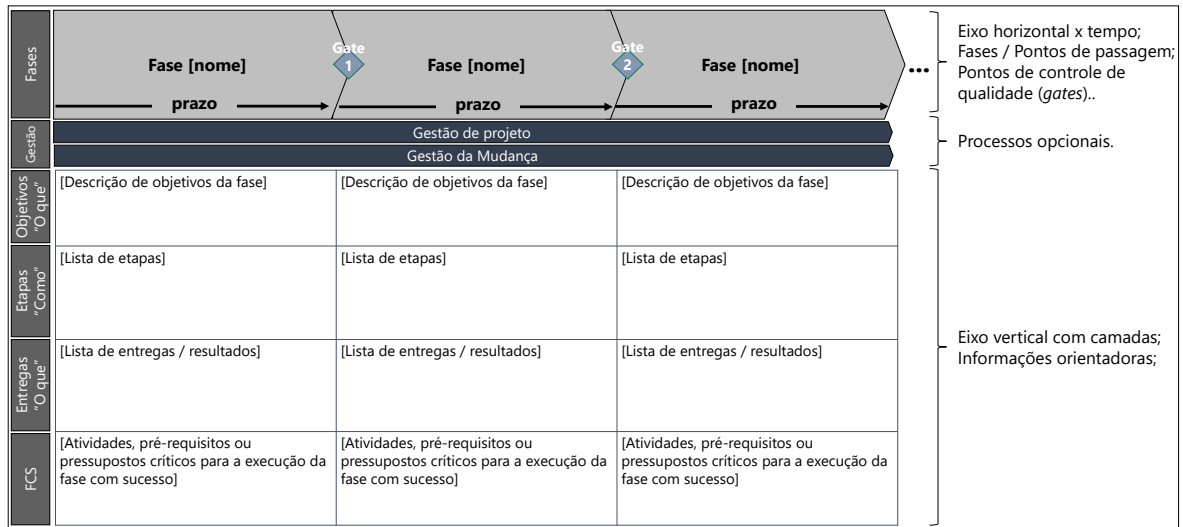 Fases
Fase [nome]
Gate
1
Fase [nome]
Gate
2
Fase [nome]
prazo
prazo
prazo
...
Eixo horizontal x tempo;
Fases / Pontos de passagem;
Pontos de controle de
qualidade (gates)..
Gestão
Gestão de projeto
Gestão da Mudança
Processos opcionais.
Objetivos
"O que"
[Descrição de objetivos da fase]
[Descrição de objetivos da fase]
[Descrição de objetivos da fase]
Etapas
"Como"
[Lista de etapas]
[Lista de etapas]
[Lista de etapas]
Entregas
"O que"
[Lista de entregas / resultados]
[Lista de entregas / resultados]
[Lista de entregas / resultados]
Eixo vertical com camadas;
Informações orientadoras;
FCS
[Atividades, pré-requisitos ou
pressupostos críticos para a execução da
fase com sucesso]
[Atividades, pré-requisitos ou
pressupostos críticos para a execução da
fase com sucesso]
[Atividades, pré-requisitos ou
pressupostos críticos para a execução da
fase com sucesso]